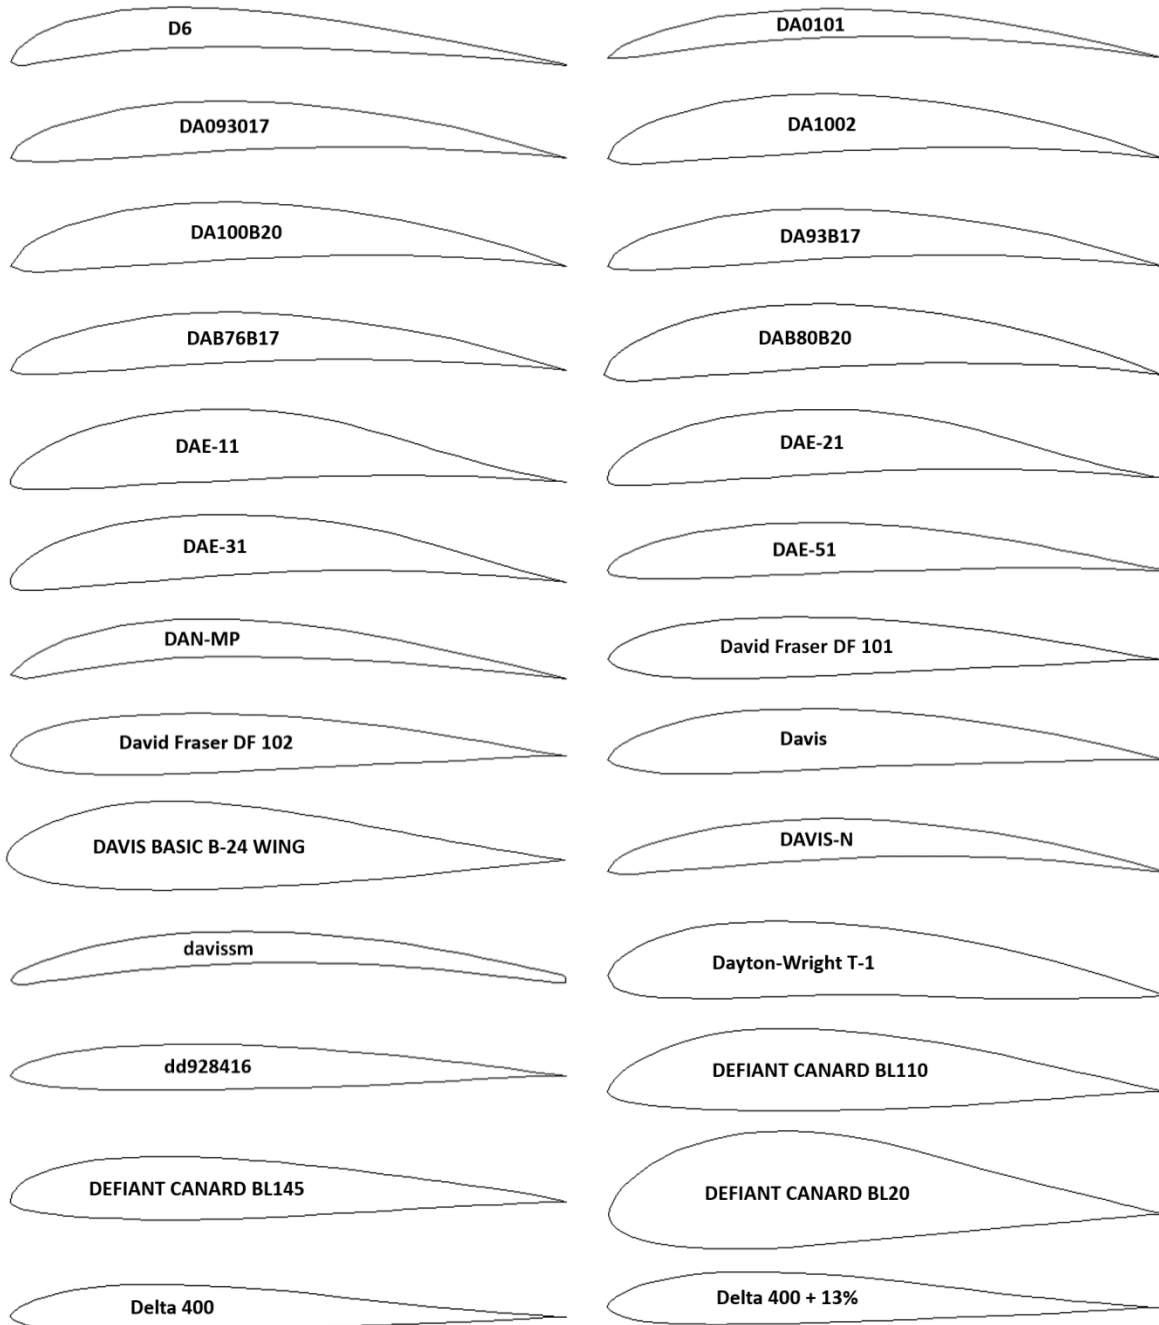 D6
DA0101
DA093017
DA1002
DA100B20
DA93B17
DAB76B17
DAB80B20
DAE-11
DAE-21
DAE-31
DAE-51
DAN-MP
David Fraser DF 101
David Fraser DF 102
Davis
DAVIS BASIC B-24 WING
DAVIS-N
davissm
Dayton-Wright T-1
dd928416
DEFIANT CANARD BL110
DEFIANT CANARD BL145
DEFIANT CANARD BL20
Delta 400
Delta 400 + 13%